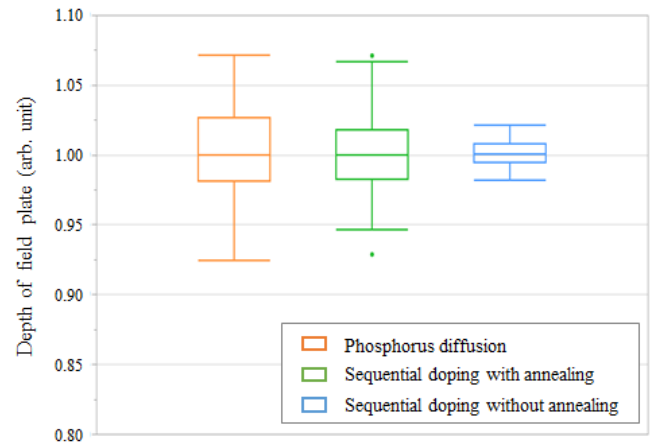 Depth of field plate (arb. unit)
1.10
1.05
1.00
0.95
0.90
0.85
0.80
Phosphorus diffusion
Sequential doping with annealing
Sequential doping without annealing